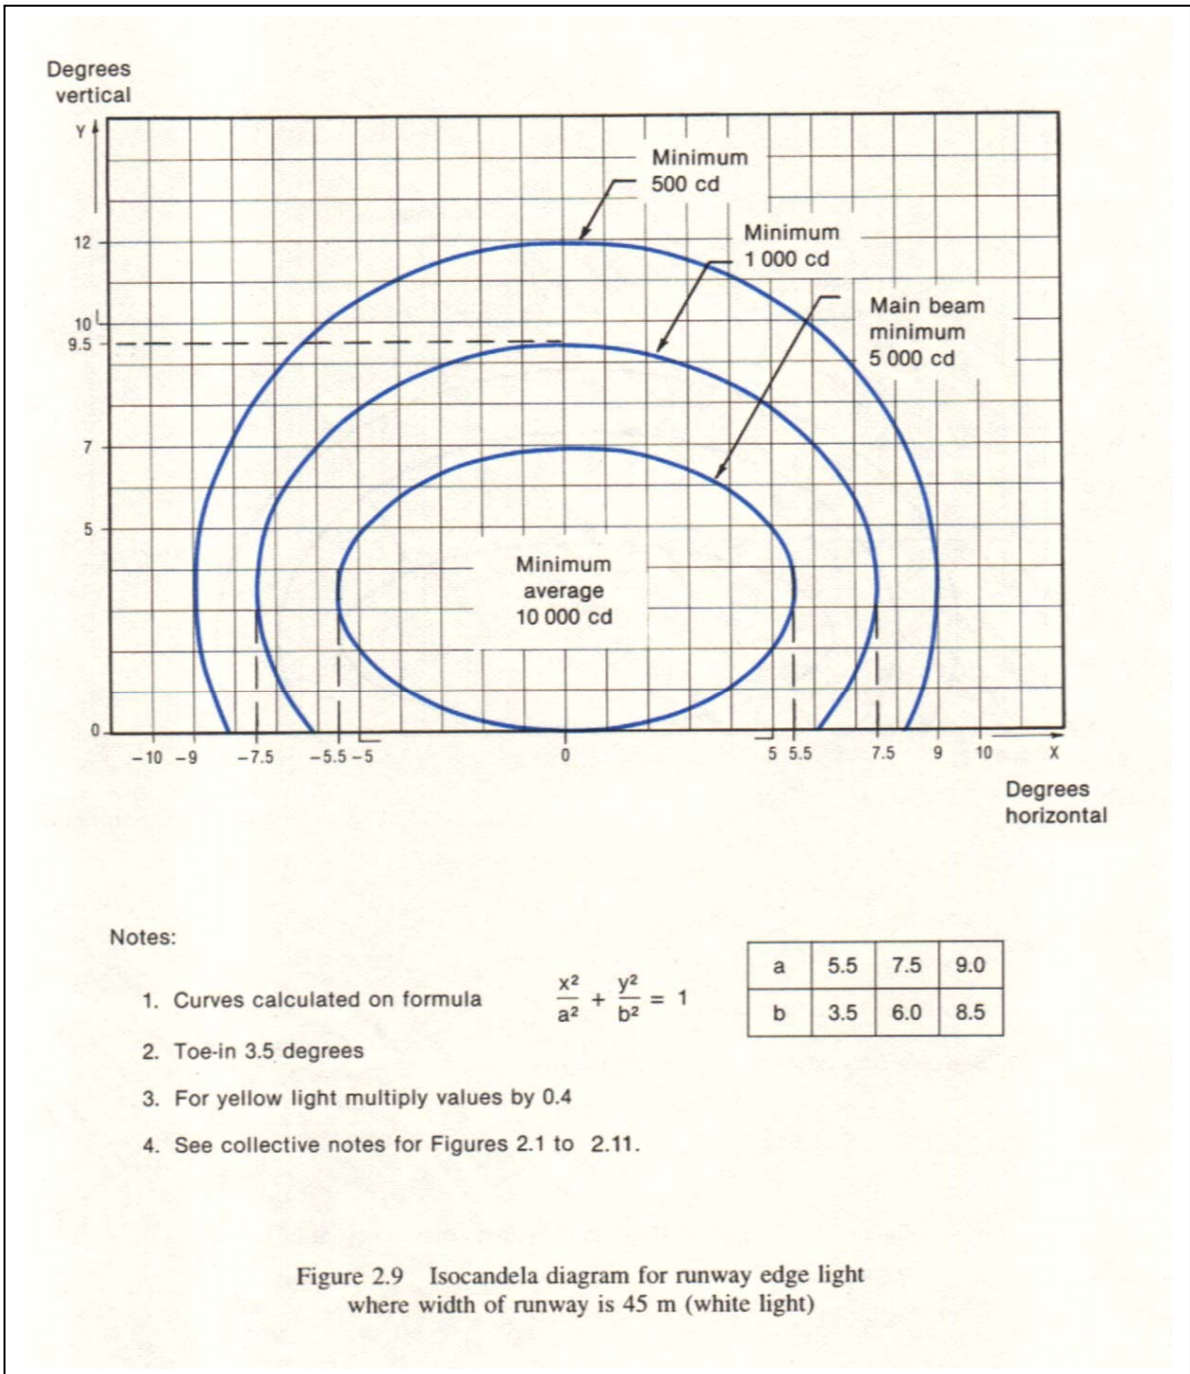 Degrees
vertical
Y
Minimum
500 cd
Minimum
1 000 cd
Main beam
minimum
5 000 cd
12
10
9.5
7
5
0
Minimum
average
10 000 cd
−10 −9 −7.5 −5.5 −5 0 5 5.5 7.5 9 10 X
Degrees
horizontal
Notes:
1. Curves calculated on formula x²/a² + y²/b² = 1
a 5.5 7.5 9.0
b 3.5 6.0 8.5
2. Toe-in 3.5 degrees
3. For yellow light multiply values by 0.4
4. See collective notes for Figures 2.1 to 2.11.
Figure 2.9 Isocandela diagram for runway edge light
where width of runway is 45 m (white light)